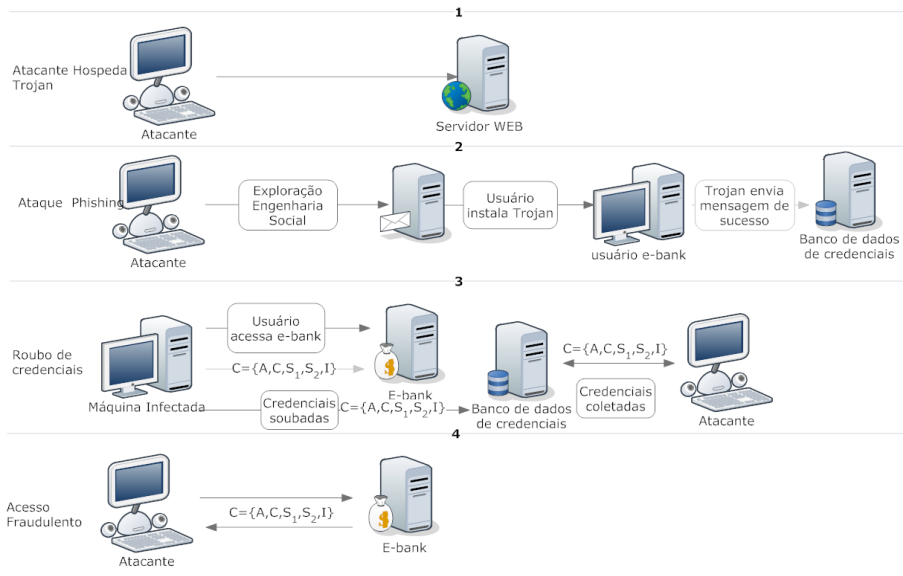 1
Atacante Hospeda
Trojan
Atacante
Servidor WEB
2
Ataque Phishing
Atacante
Exploração
Engenharia
Social
Usuário
instala Trojan
usuário e-bank
Trojan envia
mensagem de
sucesso
Banco de dados
de credenciais
3
Roubo de
credenciais
Máquina Infectada
Usuário
acessa e-bank
C={A,C,S1,S2,I}
E-bank
Credenciais
soubadas
C={A,C,S1,S2,I}
Banco de dados
de credenciais
C={A,C,S1,S2,I}
Credenciais
coletadas
Atacante
4
Acesso
Fraudulento
Atacante
C={A,C,S1,S2,I}
E-bank